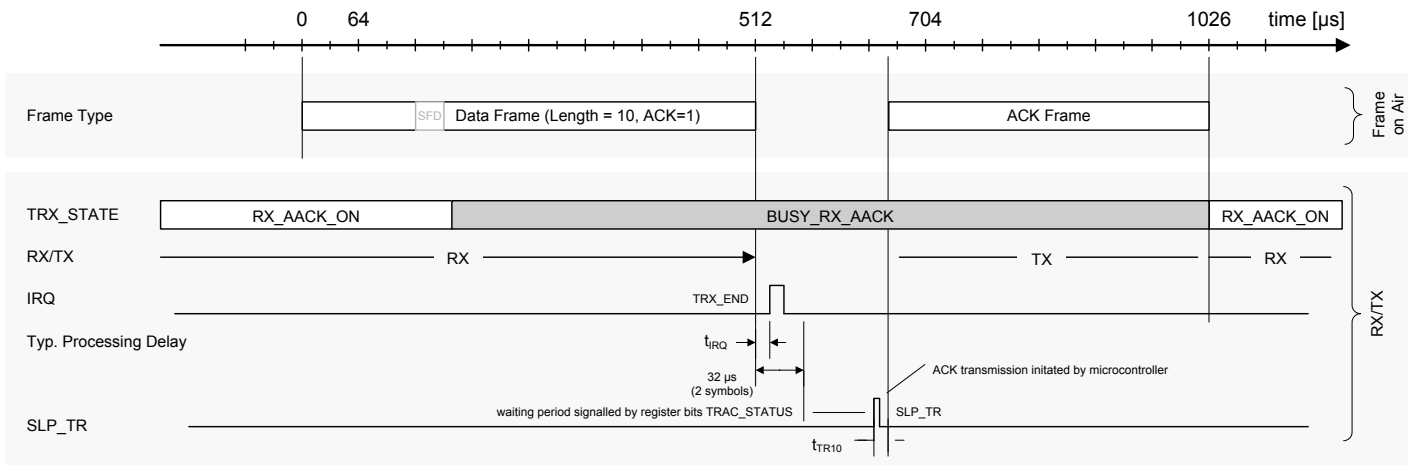 0 64 512 704 1026 time [µs]
Frame Type
SFD
Data Frame (Length = 10, ACK=1)
ACK Frame
Frame
on Air
TRX_STATE
RX_AACK_ON
BUSY_RX_AACK
RX_AACK_ON
RX/TX
RX
TX
RX
IRQ
TRX_END
RX/TX
Typ. Processing Delay
tIRQ
32 µs
(2 symbols)
ACK transmission initated by microcontroller
waiting period signalled by register bits TRAC_STATUS
SLP_TR
SLP_TR
tTR10